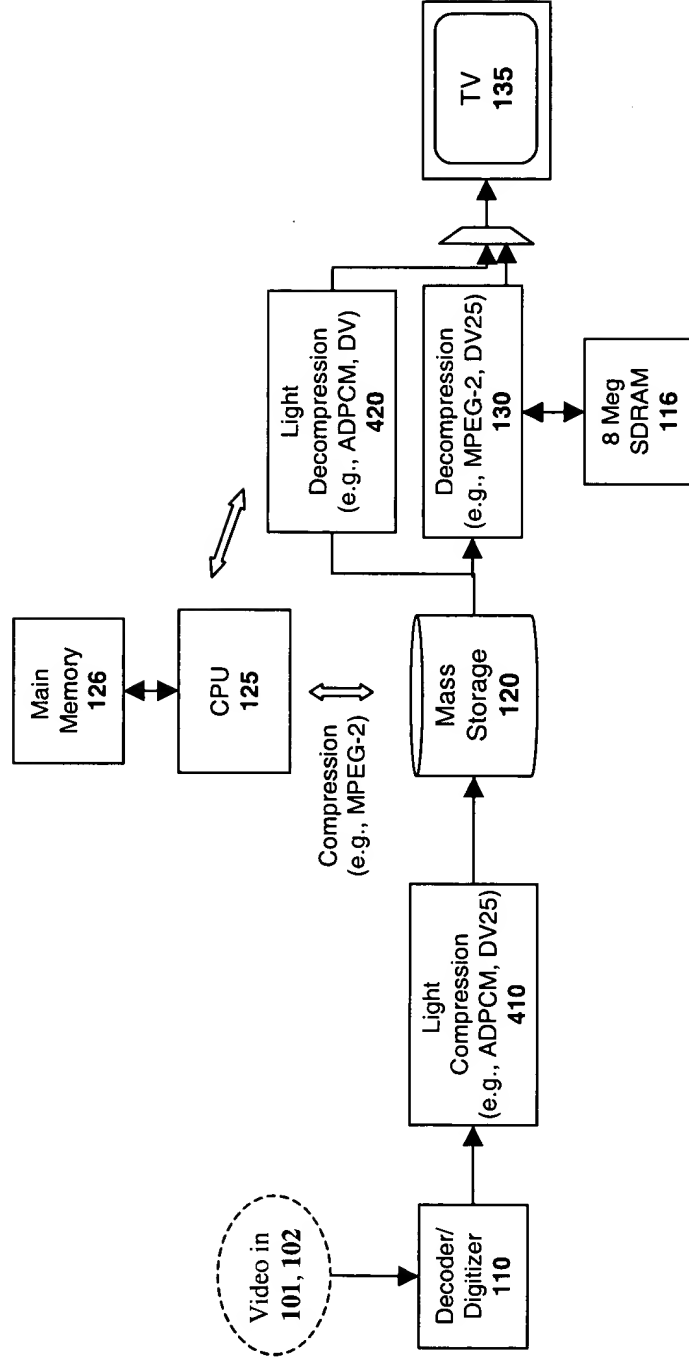 Main
Memory
126
CPU
125
Compression
(e.g., MPEG-2)
Light
Decompression
(e.g., ADPCM, DV)
420
TV
135
Video in
101, 102
Decoder/
Digitizer
110
Light
Compression
(e.g., ADPCM, DV25)
410
Mass
Storage
120
Decompression
(e.g., MPEG-2, DV25)
130
8 Meg
SDRAM
116